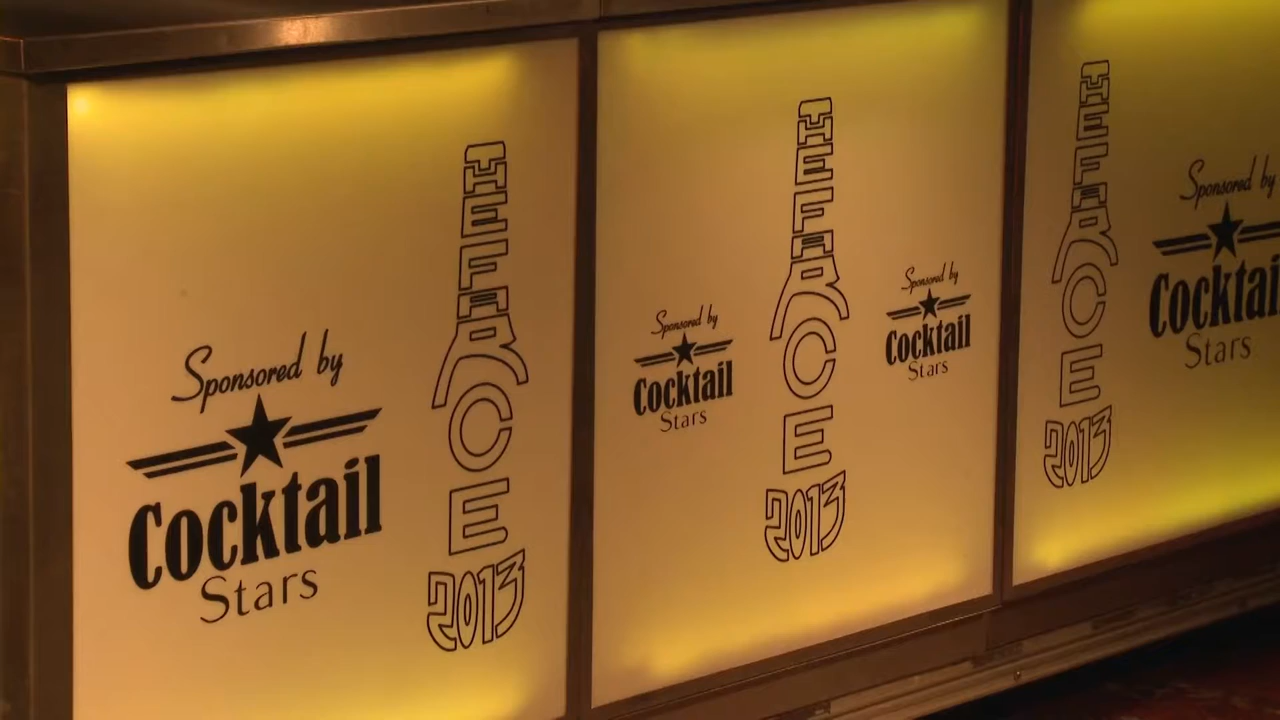 Sponsored by
Cocktail
Stars
THE FARCE
2013
Sponsored by
Cocktail
Stars
THE FARCE
2013
Sponsored by
Cocktail
Stars
THE FARCE
2013
Sponsored by
Cocktai
Stars